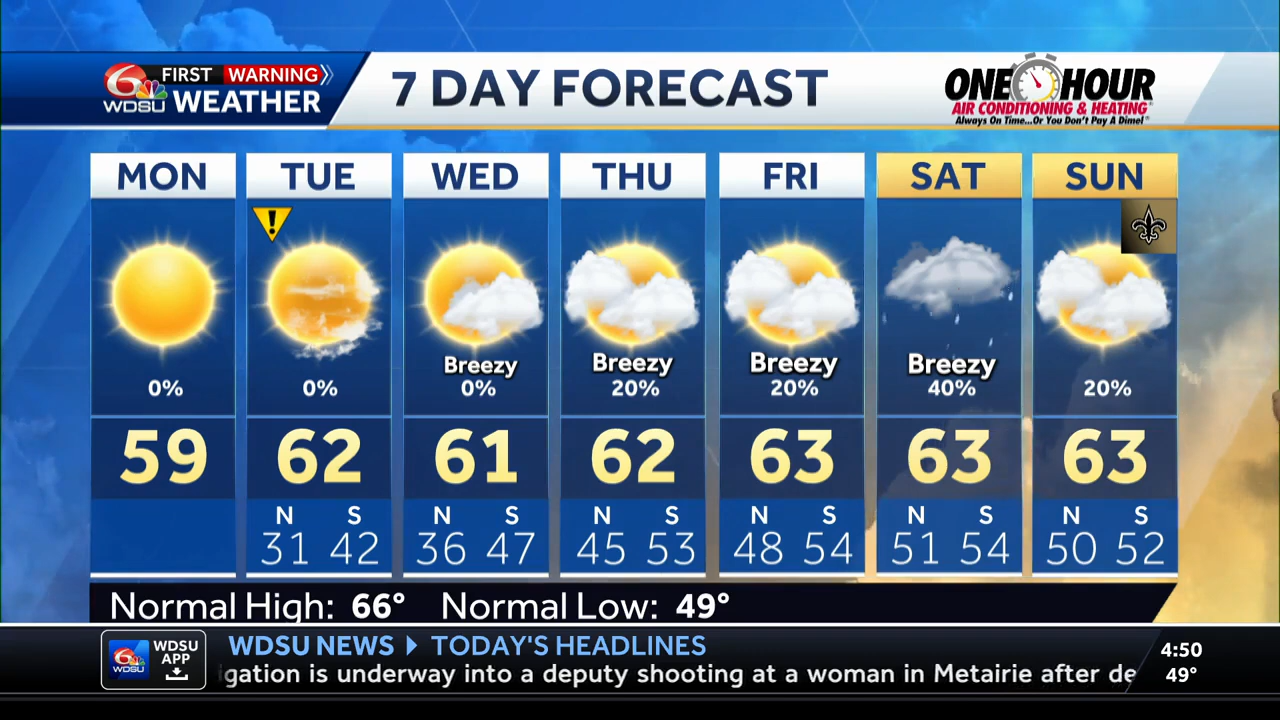 6 WDSU FIRST WARNING WEATHER
7 DAY FORECAST
ONE HOUR
AIR CONDITIONING & HEATING
Always On Time...Or You Don't Pay A Dime!
MON TUE WED THU FRI SAT SUN
!
Breezy Breezy Breezy Breezy
0% 0% 0% 20% 20% 40% 20%
59 62 61 62 63 63 63
N S N S N S N S N S N S
31 42 36 47 45 53 48 54 51 54 50 52
Normal High: 66° Normal Low: 49°
6 WDSU WDSU APP
WDSU NEWS TODAY'S HEADLINES
gation is underway into a deputy shooting at a woman in Metairie after de
4:50
49°